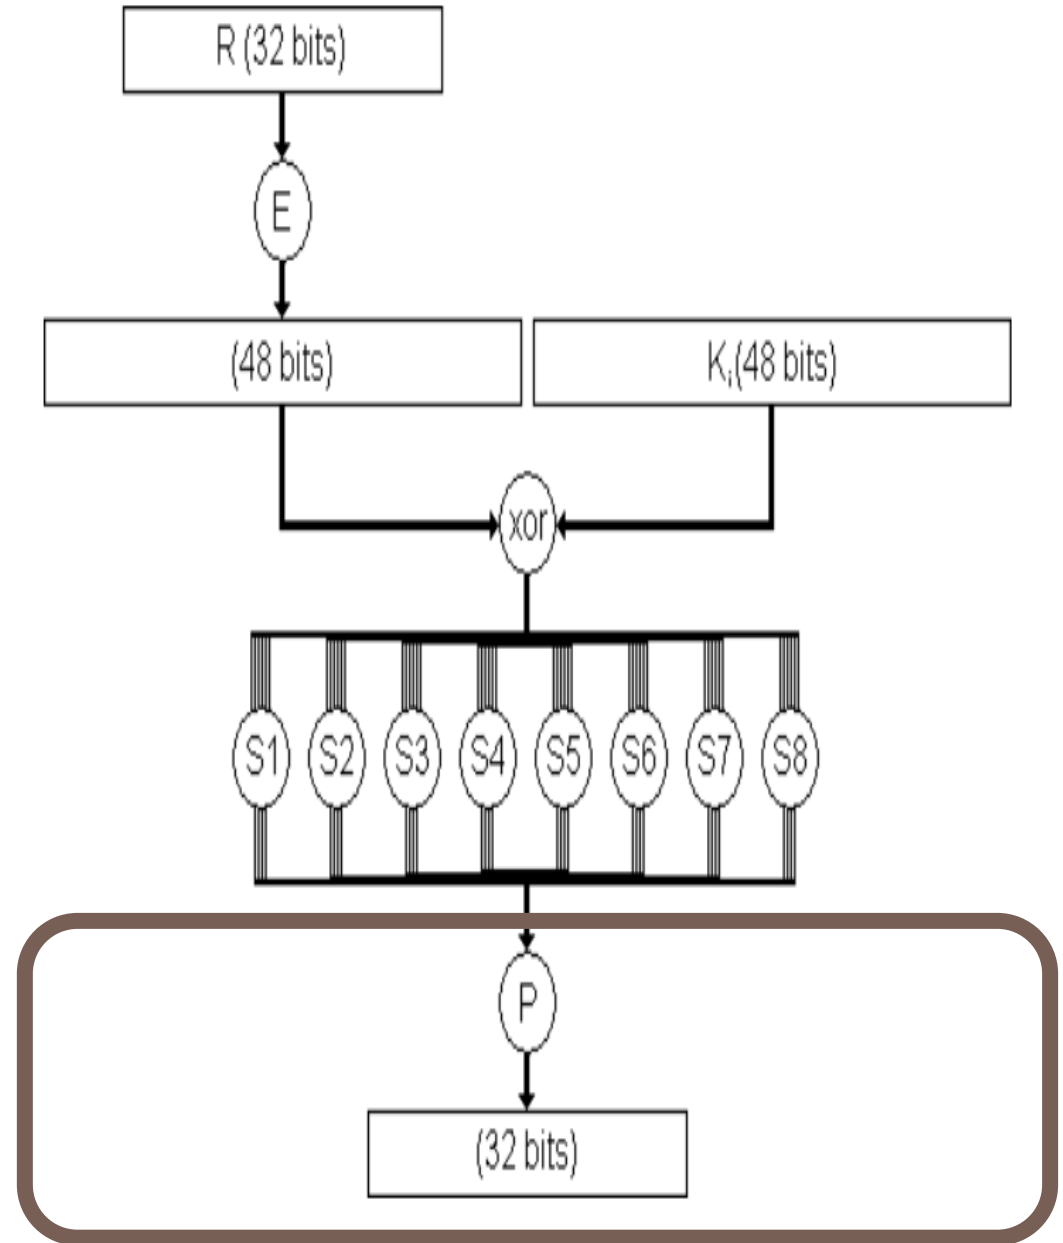 R (32 bits)
E
(48 bits)
Kᵢ(48 bits)
xor
S1 S2 S3 S4 S5 S6 S7 S8
P
(32 bits)